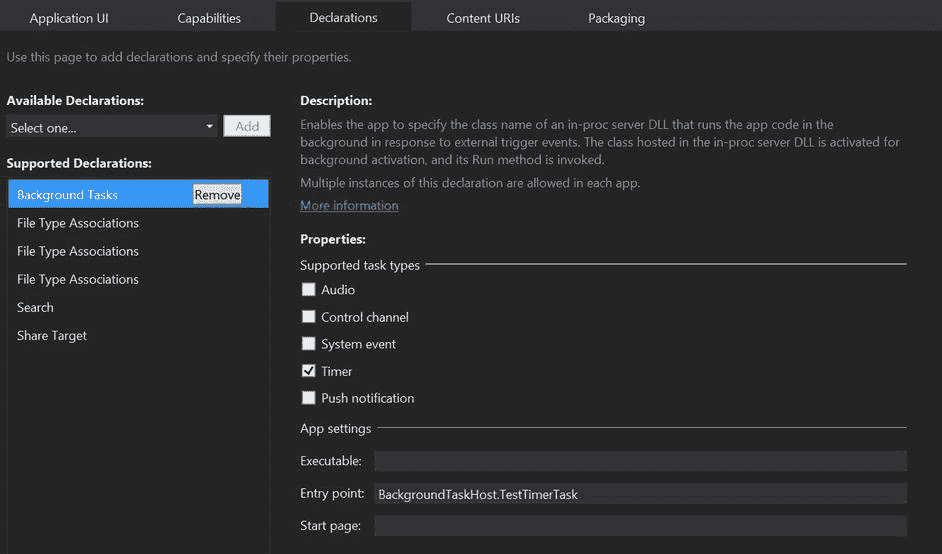 Application UI
Capabilities
Declarations
Content URIs
Packaging
Use this page to add declarations and specify their properties.
Available Declarations:
Select one...
Add
Supported Declarations:
Background Tasks
Remove
File Type Associations
File Type Associations
File Type Associations
Search
Share Target
Description:
Enables the app to specify the class name of an in-proc server DLL that runs the app code in the
background in response to external trigger events. The class hosted in the in-proc server DLL is activated for
background activation, and its Run method is invoked.
Multiple instances of this declaration are allowed in each app.
More information
Properties:
Supported task types
Audio
Control channel
System event
Timer
Push notification
App settings
Executable:
Entry point: BackgroundTaskHost.TestTimerTask
Start page: